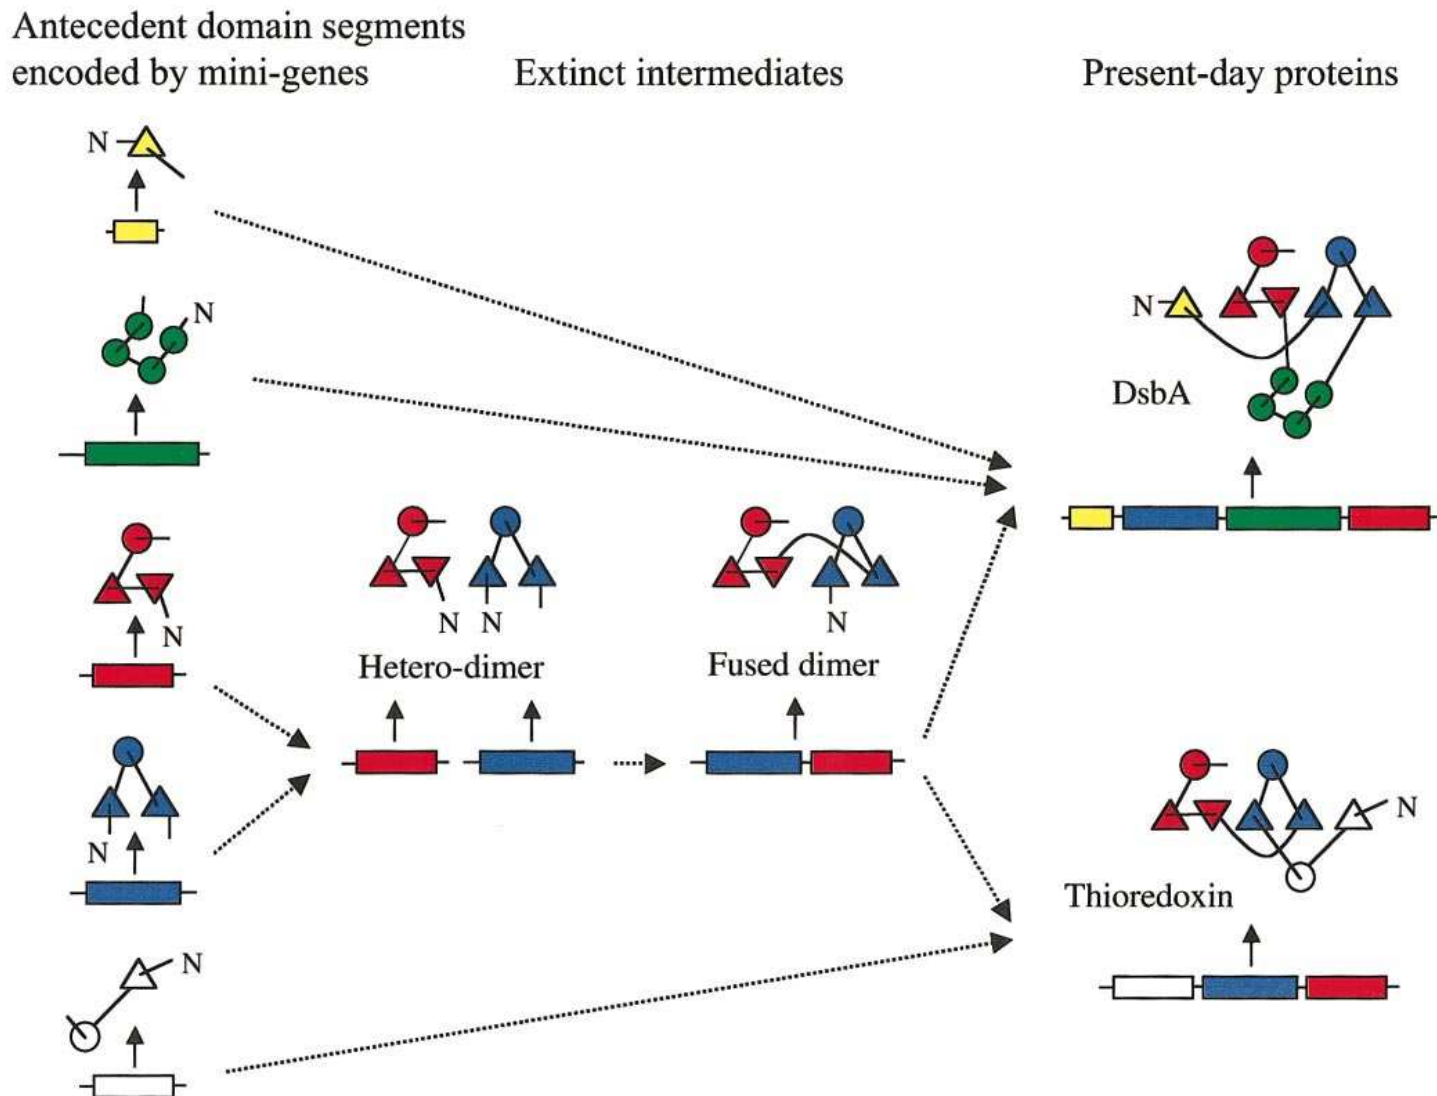 Antecedent domain segments
encoded by mini-genes
Extinct intermediates
Present-day proteins
N
N
N
DsbA
N
N N
N
Hetero-dimer
Fused dimer
N
N
Thioredoxin
N